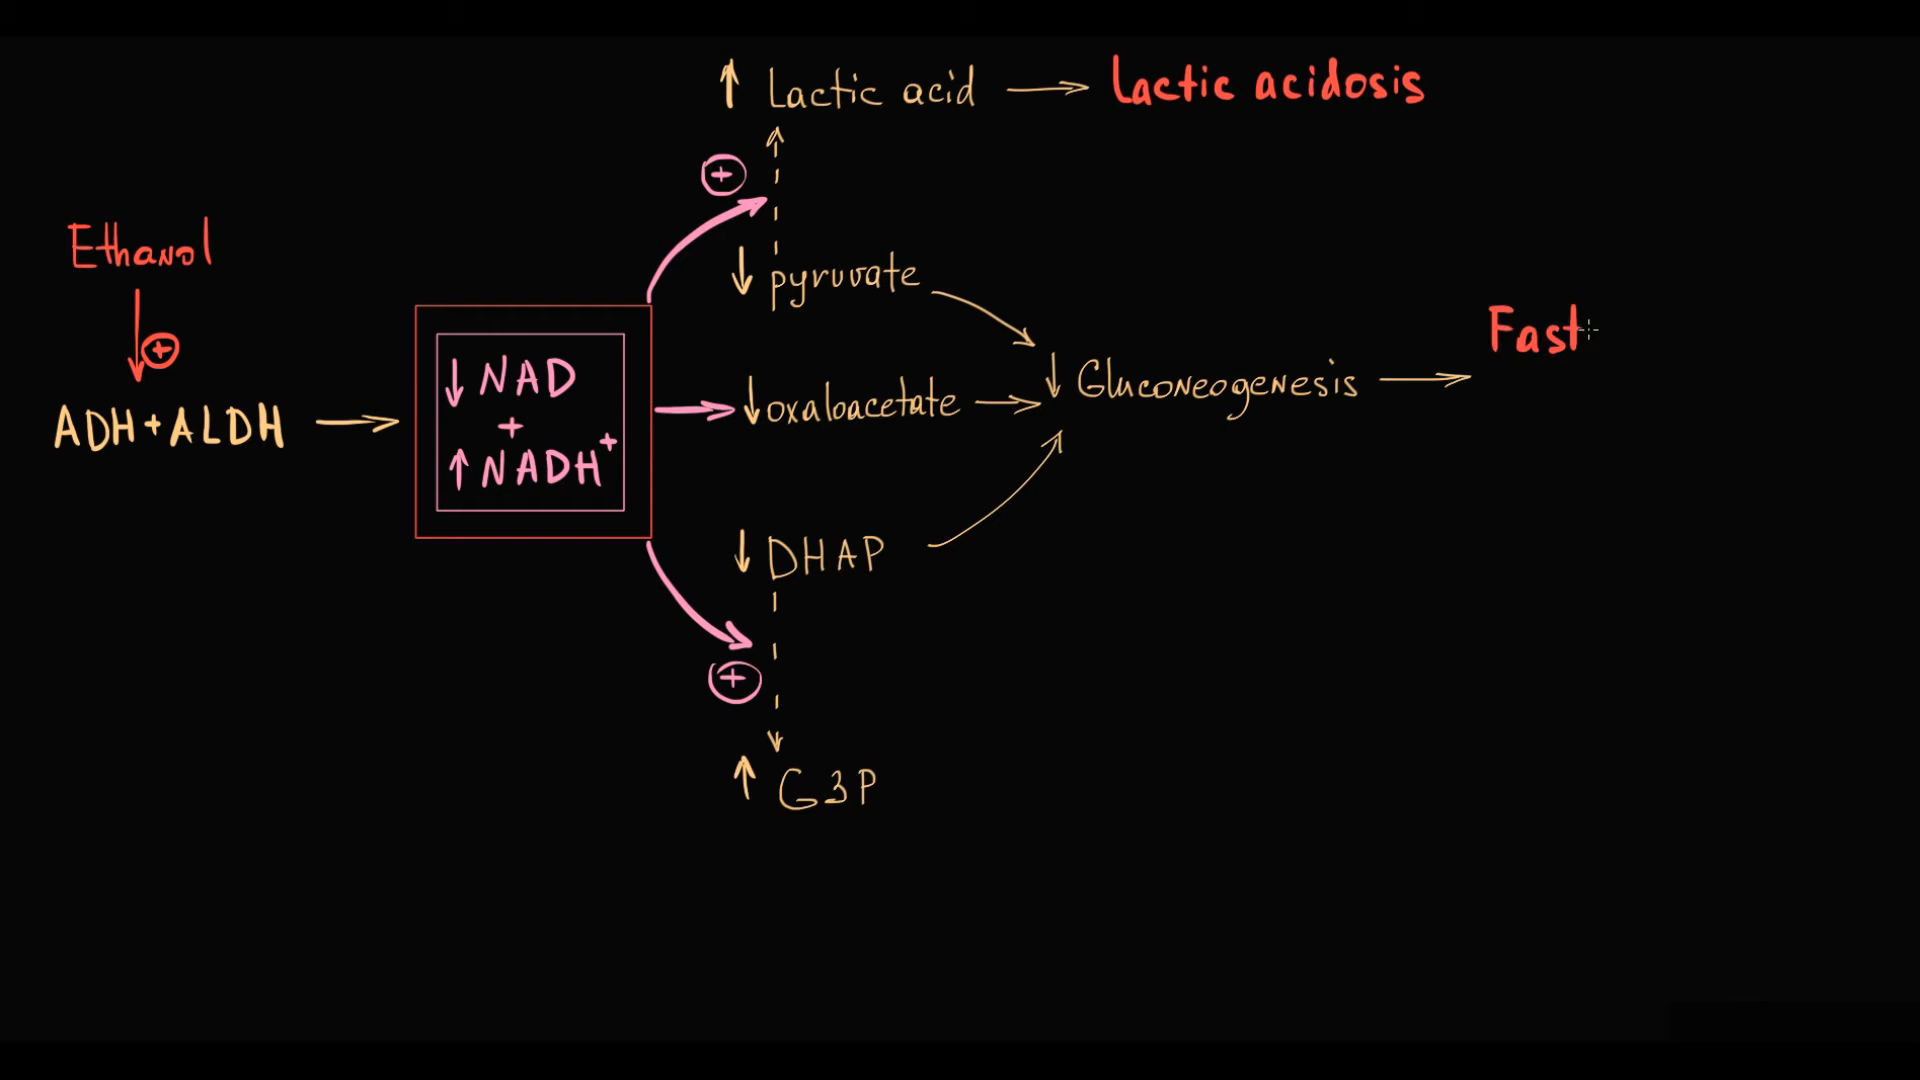 ↑ Lactic acid → Lactic acidosis
+
Ethanol
+
↓ pyruvate
Fast
ADH+ALDH →
↓ NAD
+
↑ NADH+
↓ oxaloacetate → ↓ Gluconeogenesis →
↓ DHAP
+
↑ G3P